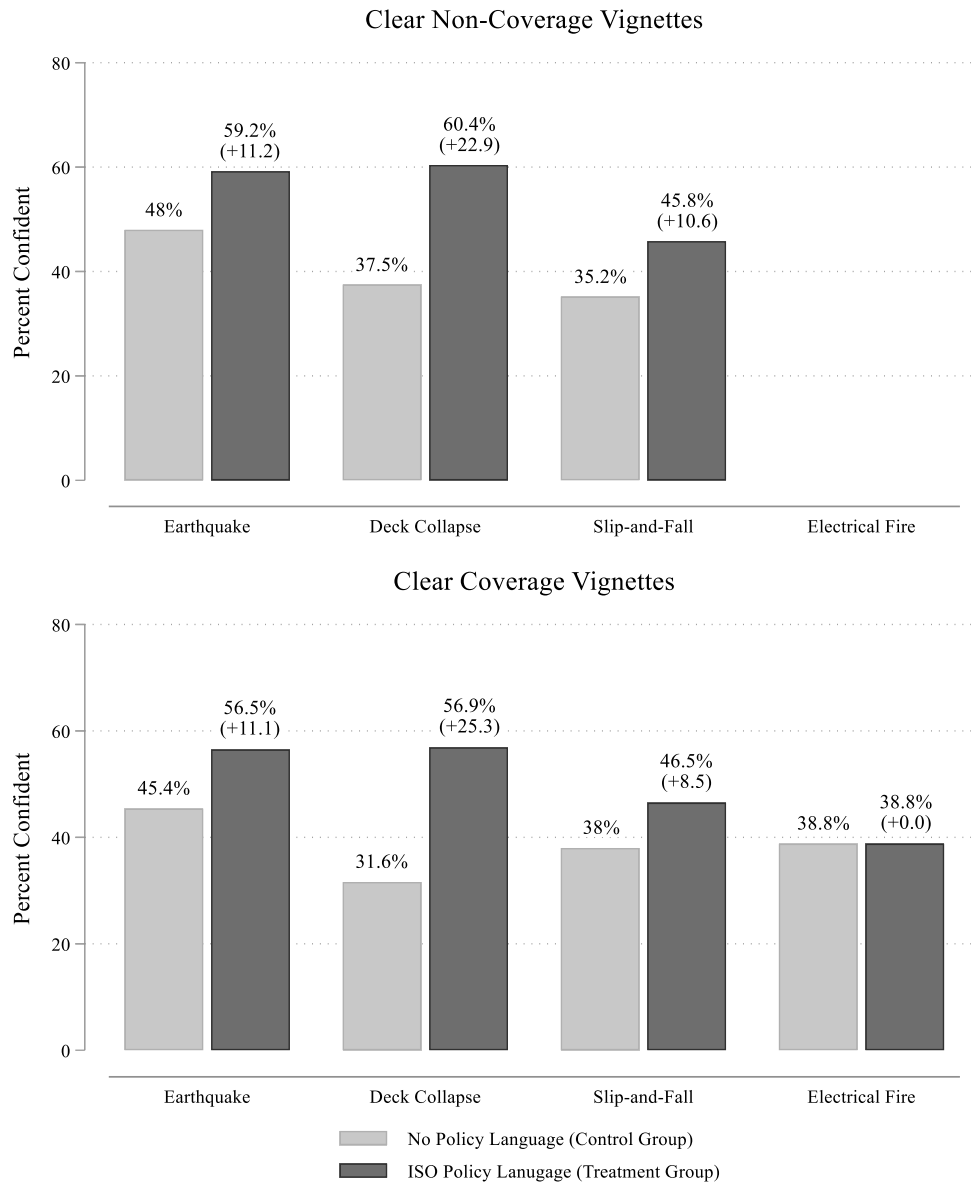 Clear Non-Coverage Vignettes
80
60
40
20
0
Percent Confident
48%
59.2%
(+11.2)
37.5%
60.4%
(+22.9)
35.2%
45.8%
(+10.6)
Earthquake
Deck Collapse
Slip-and-Fall
Electrical Fire
Clear Coverage Vignettes
80
60
40
20
0
Percent Confident
45.4%
56.5%
(+11.1)
31.6%
56.9%
(+25.3)
38%
46.5%
(+8.5)
38.8%
38.8%
(+0.0)
Earthquake
Deck Collapse
Slip-and-Fall
Electrical Fire
No Policy Language (Control Group)
ISO Policy Lanugage (Treatment Group)